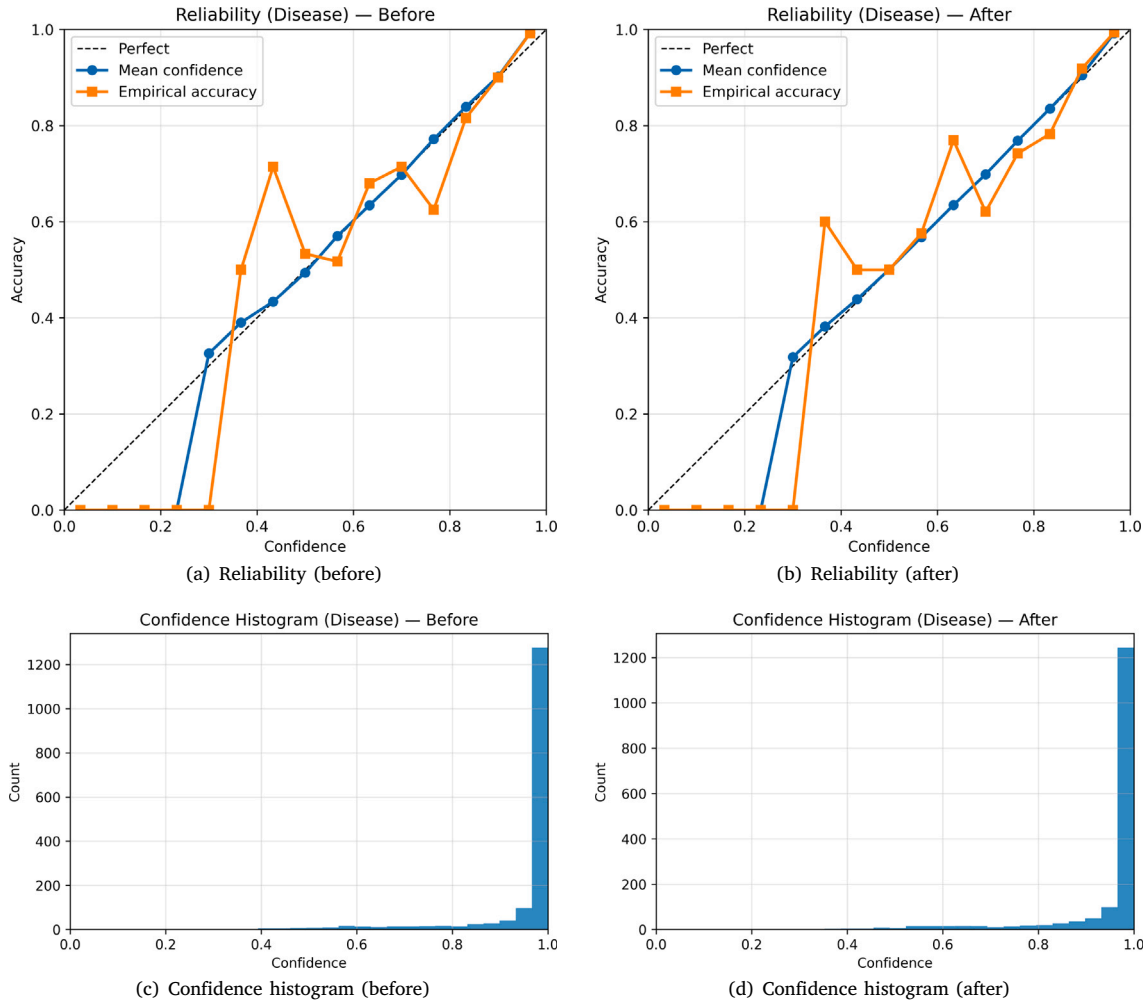 Reliability (Disease) — Before
Perfect
Mean confidence
Empirical accuracy
Accuracy
1.0
0.8
0.6
0.4
0.2
0.0
0.0 0.2 0.4 0.6 0.8 1.0
Confidence
(a) Reliability (before)
Reliability (Disease) — After
Perfect
Mean confidence
Empirical accuracy
Accuracy
1.0
0.8
0.6
0.4
0.2
0.0
0.0 0.2 0.4 0.6 0.8 1.0
Confidence
(b) Reliability (after)
Confidence Histogram (Disease) — Before
Count
1200
1000
800
600
400
200
0
0.0 0.2 0.4 0.6 0.8 1.0
Confidence
(c) Confidence histogram (before)
Confidence Histogram (Disease) — After
Count
1200
1000
800
600
400
200
0
0.0 0.2 0.4 0.6 0.8 1.0
Confidence
(d) Confidence histogram (after)